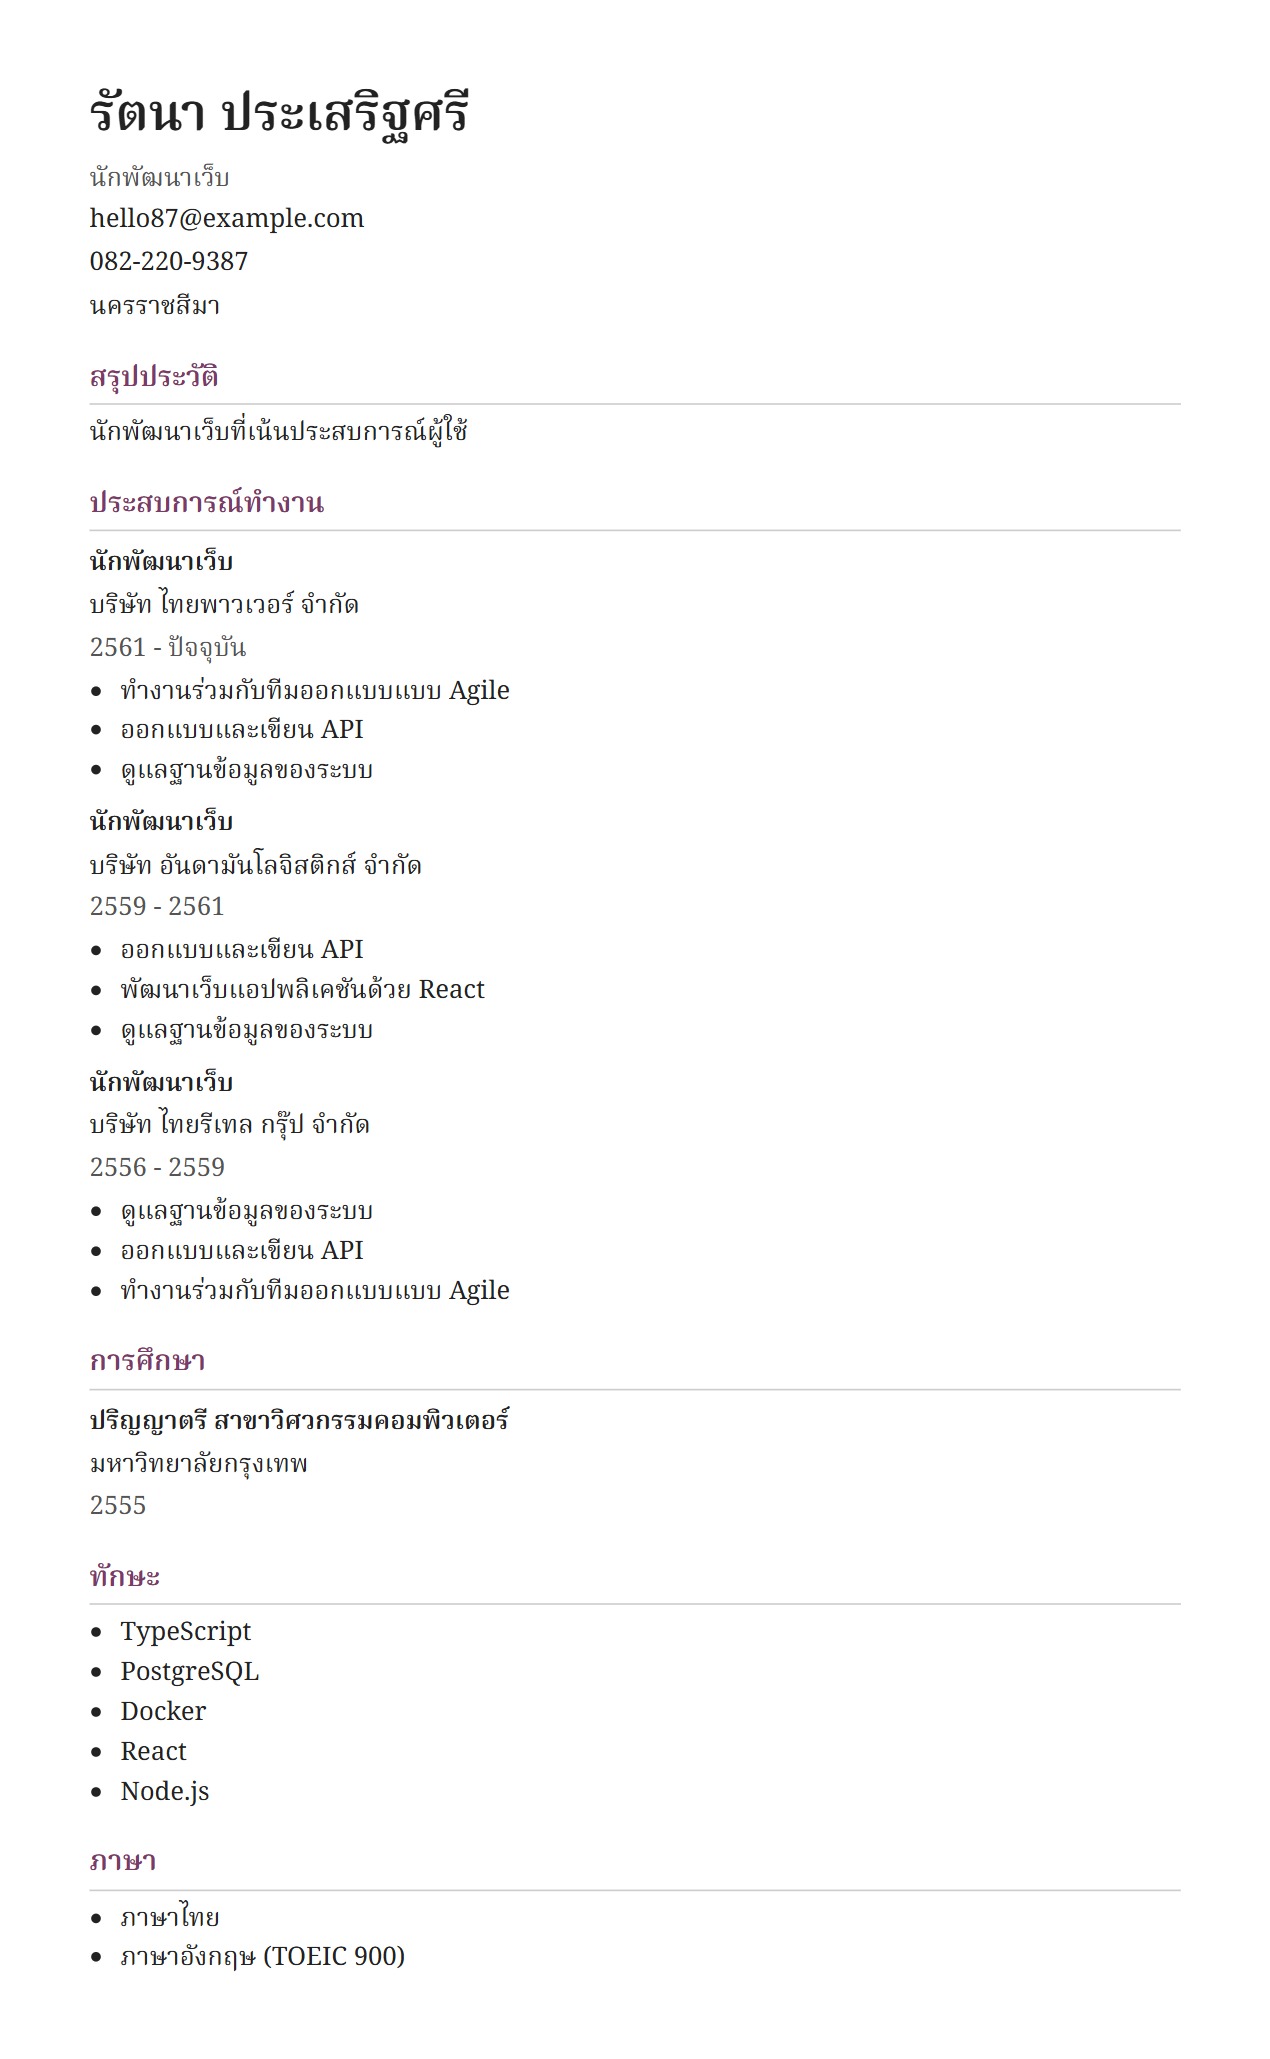 รัตนา ประเสริฐศรี
นักพัฒนาเว็บ
hello87@example.com
082-220-9387
นครราชสีมา
สรุปประวัติ
นักพัฒนาเว็บที่เน้นประสบการณ์ผู้ใช้
ประสบการณ์ทำงาน
นักพัฒนาเว็บ
บริษัท ไทยพาวเวอร์ จำกัด
2561 - ปัจจุบัน
• ทำงานร่วมกับทีมออกแบบแบบ Agile
• ออกแบบและเขียน API
• ดูแลฐานข้อมูลของระบบ
นักพัฒนาเว็บ
บริษัท อันดามันโลจิสติกส์ จำกัด
2559 - 2561
• ออกแบบและเขียน API
• พัฒนาเว็บแอปพลิเคชันด้วย React
• ดูแลฐานข้อมูลของระบบ
นักพัฒนาเว็บ
บริษัท ไทยรีเทล กรุ๊ป จำกัด
2556 - 2559
• ดูแลฐานข้อมูลของระบบ
• ออกแบบและเขียน API
• ทำงานร่วมกับทีมออกแบบแบบ Agile
การศึกษา
ปริญญาตรี สาขาวิศวกรรมคอมพิวเตอร์
มหาวิทยาลัยกรุงเทพ
2555
ทักษะ
• TypeScript
• PostgreSQL
• Docker
• React
• Node.js
ภาษา
• ภาษาไทย
• ภาษาอังกฤษ (TOEIC 900)